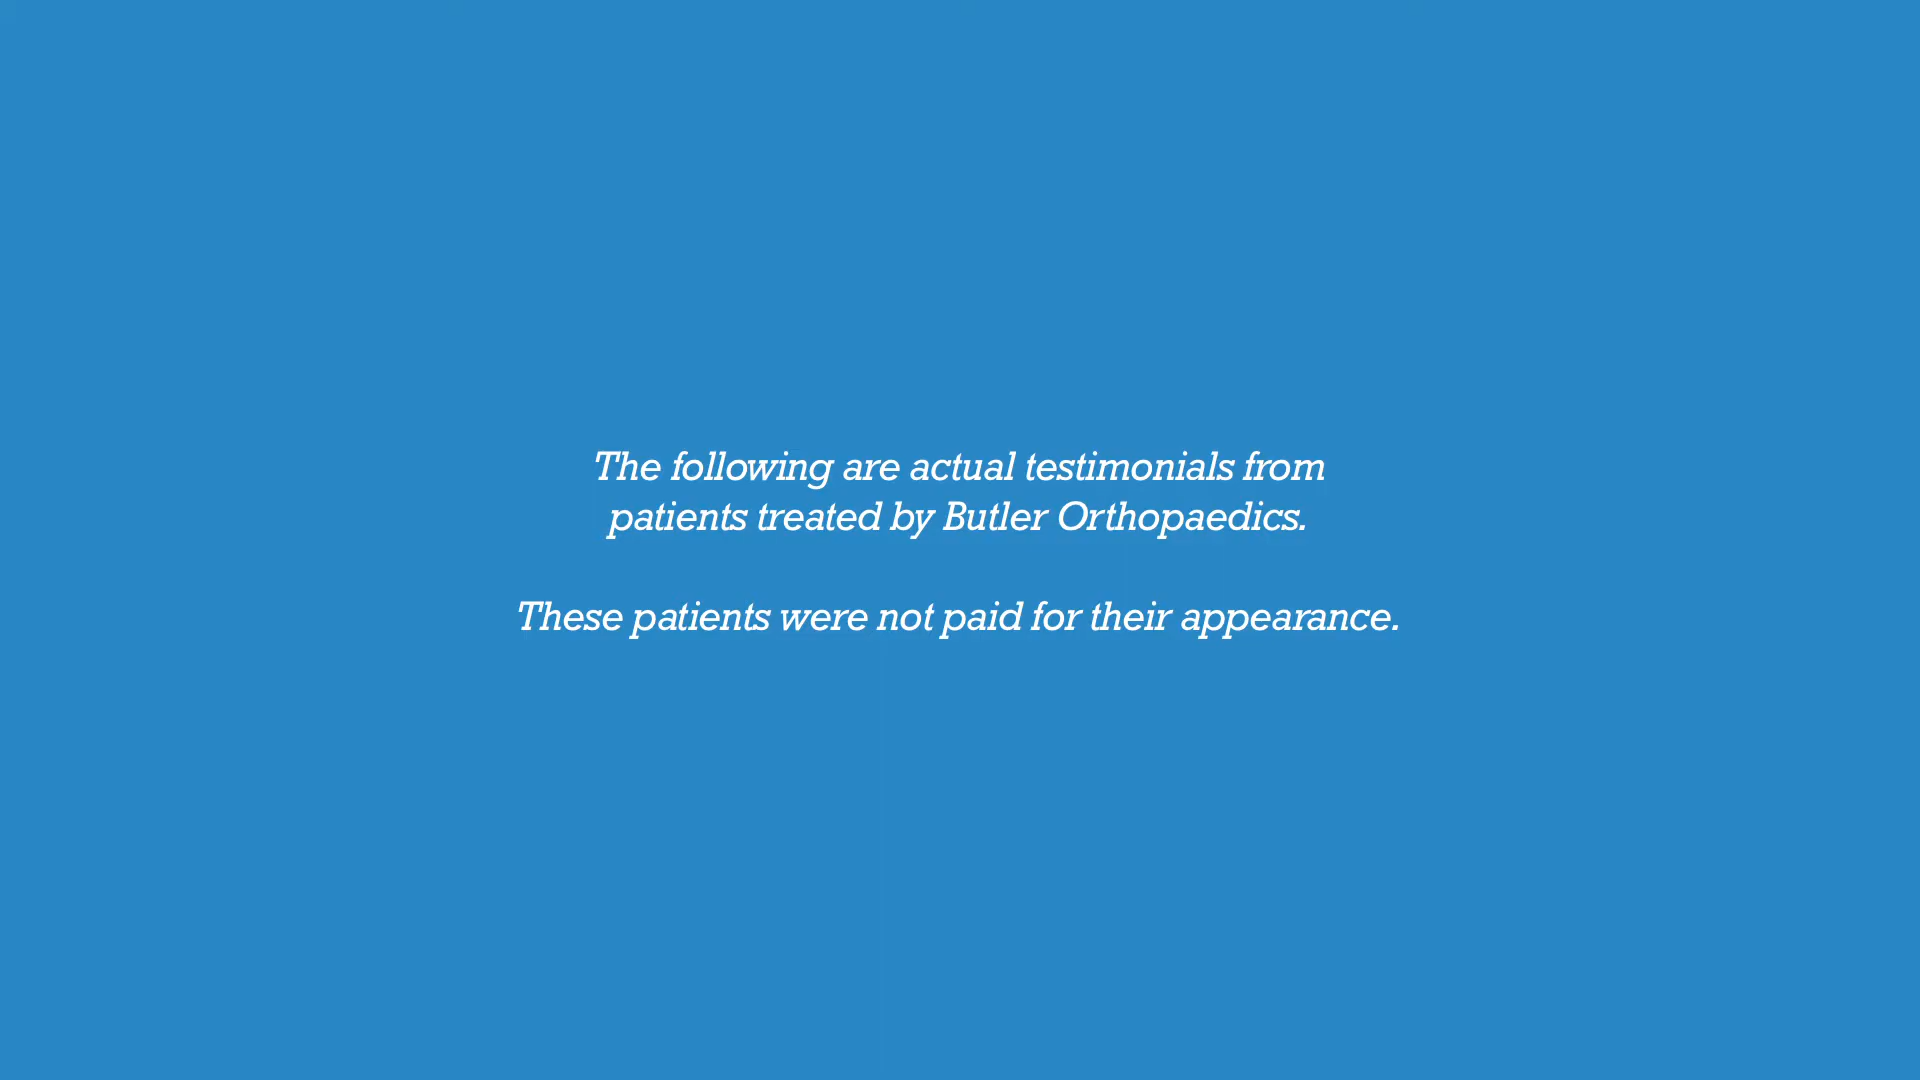 The following are actual testimonials from
patients treated by Butler Orthopaedics.
These patients were not paid for their appearance.